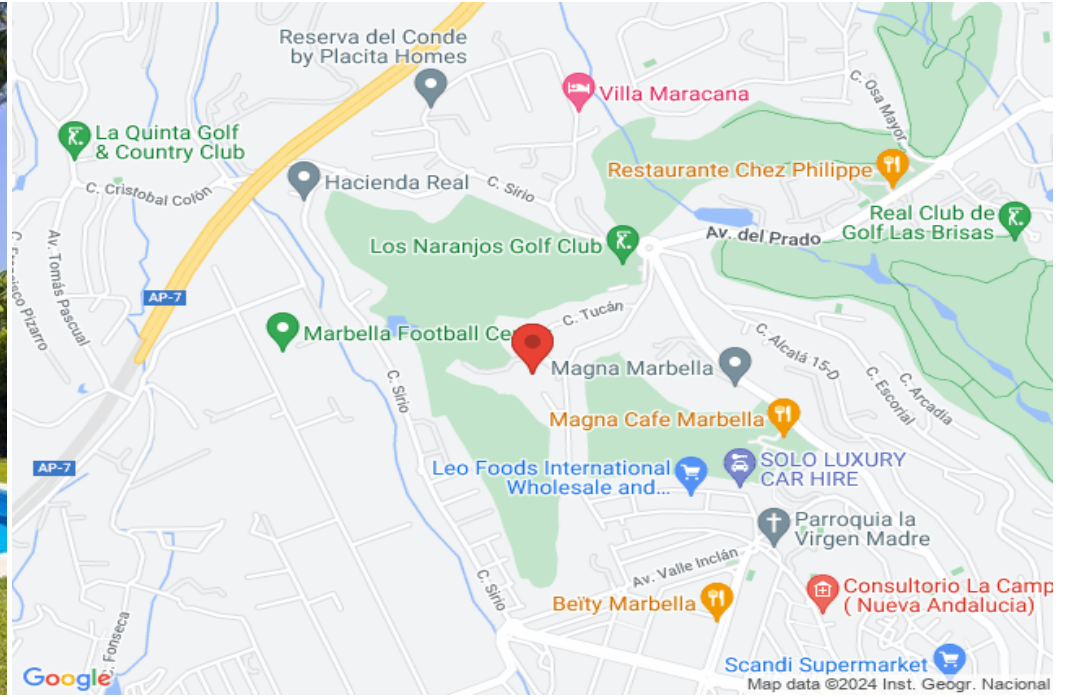 Reserva del Conde
by Placita Homes
Villa Maracana
C. Osa Mayor
La Quinta Golf
& Country Club
Restaurante Chez Philippe
C. Cristobal Colón
Hacienda Real
C. Sirio
Real Club de
Golf Las Brisas
Los Naranjos Golf Club
Av. del Prado
Av. Tomás Pascual
C. Francisco Pizarro
AP-7
C. Tucán
Marbella Football Ce
C. Alcalá 15-D
Magna Marbella
C. Sirio
C. Escorial
C. Arcadia
Magna Cafe Marbella
AP-7
Leo Foods International
Wholesale and...
SOLO LUXURY
CAR HIRE
Parroquia la
Virgen Madre
Av. Valle Inclán
C. Sirio
Beïty Marbella
Consultorio La Camp
( Nueva Andalucia)
C. Fonseca
Scandi Supermarket
Google
Map data ©2024 Inst. Geogr. Nacional